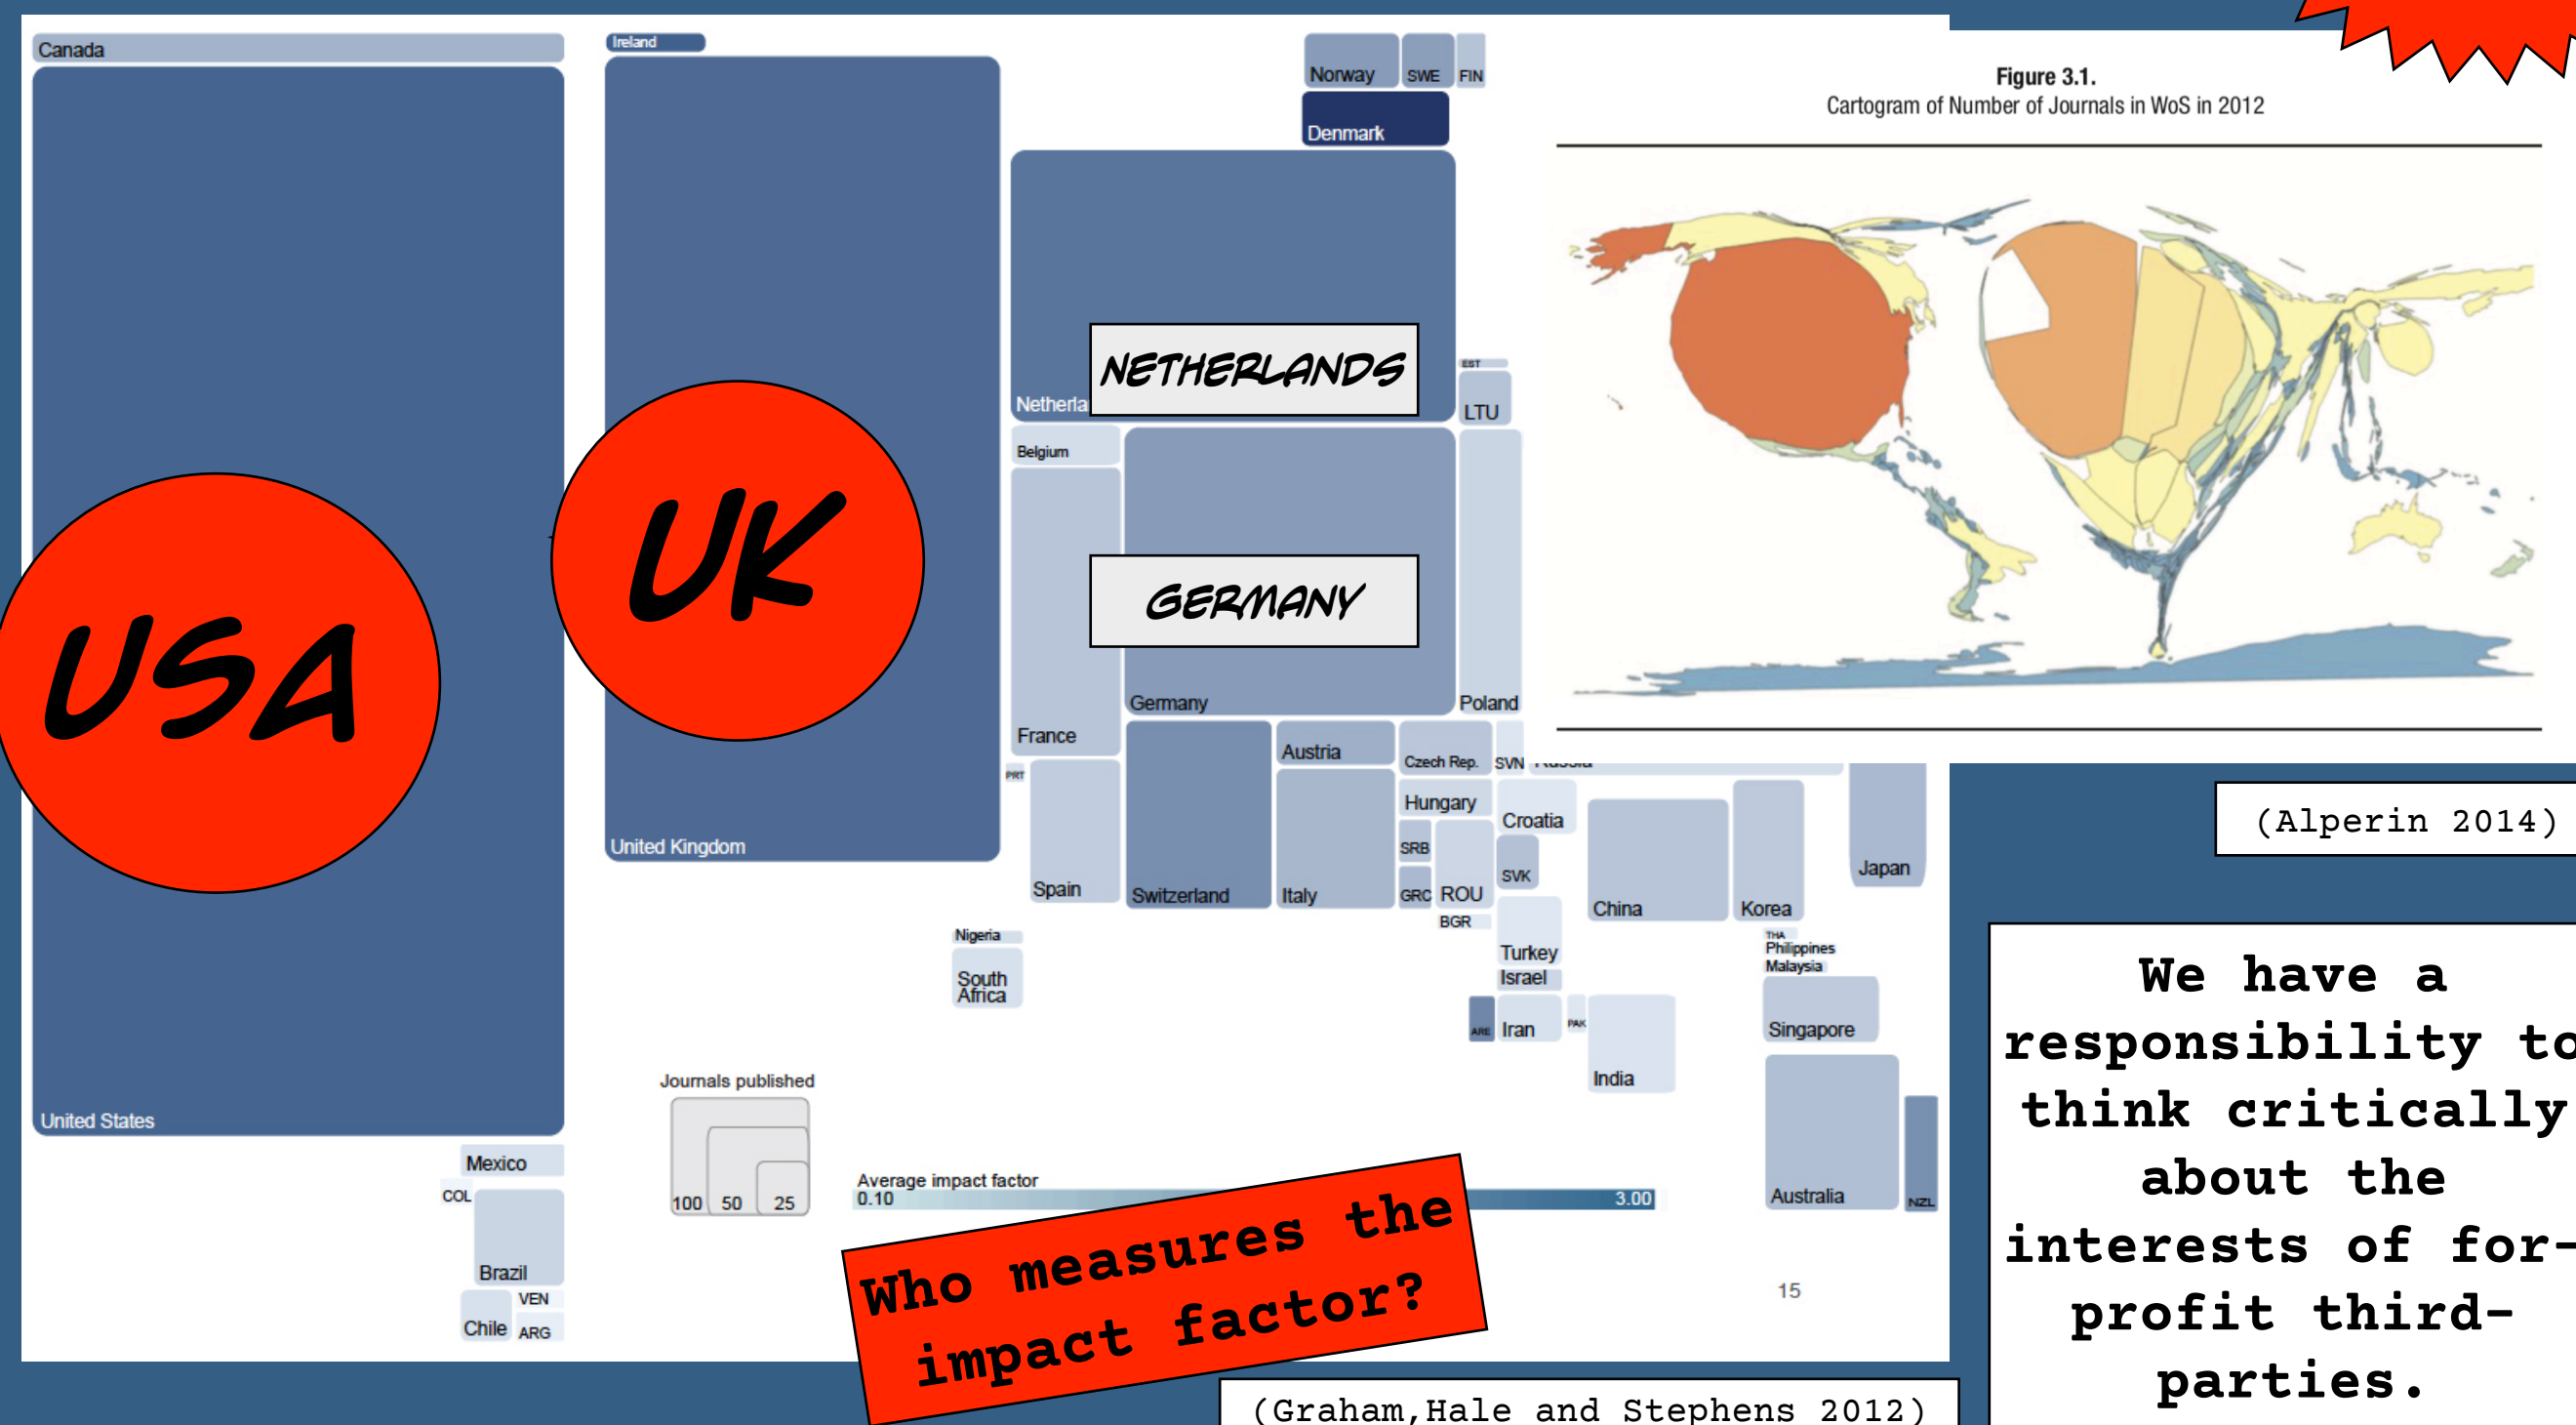 Canada
Ireland
Norway
SWE
FIN
Denmark
Figure 3.1.
Cartogram of Number of Journals in WoS in 2012
NETHERLANDS
Netherla
EST
LTU
Belgium
UK
GERMANY
USA
Germany
Poland
France
Austria
Czech Rep.
SVN
PRT
Hungary
Croatia
United Kingdom
SRB
SVK
Japan
Spain
Switzerland
Italy
GRC
ROU
China
Korea
BGR
(Alperin 2014)
Nigeria
South
Africa
Turkey
Israel
THA
Philippines
Malaysia
ARE
Iran
PAK
Singapore
India
Journals published
100
50
25
United States
Mexico
COL
Brazil
VEN
Chile
ARG
Average impact factor
0.10
3.00
Australia
NZL
Who measures the
impact factor?
15
(Graham,Hale and Stephens 2012)
We have a
responsibility to
think critically
about the
interests of for-
profit third-
parties.